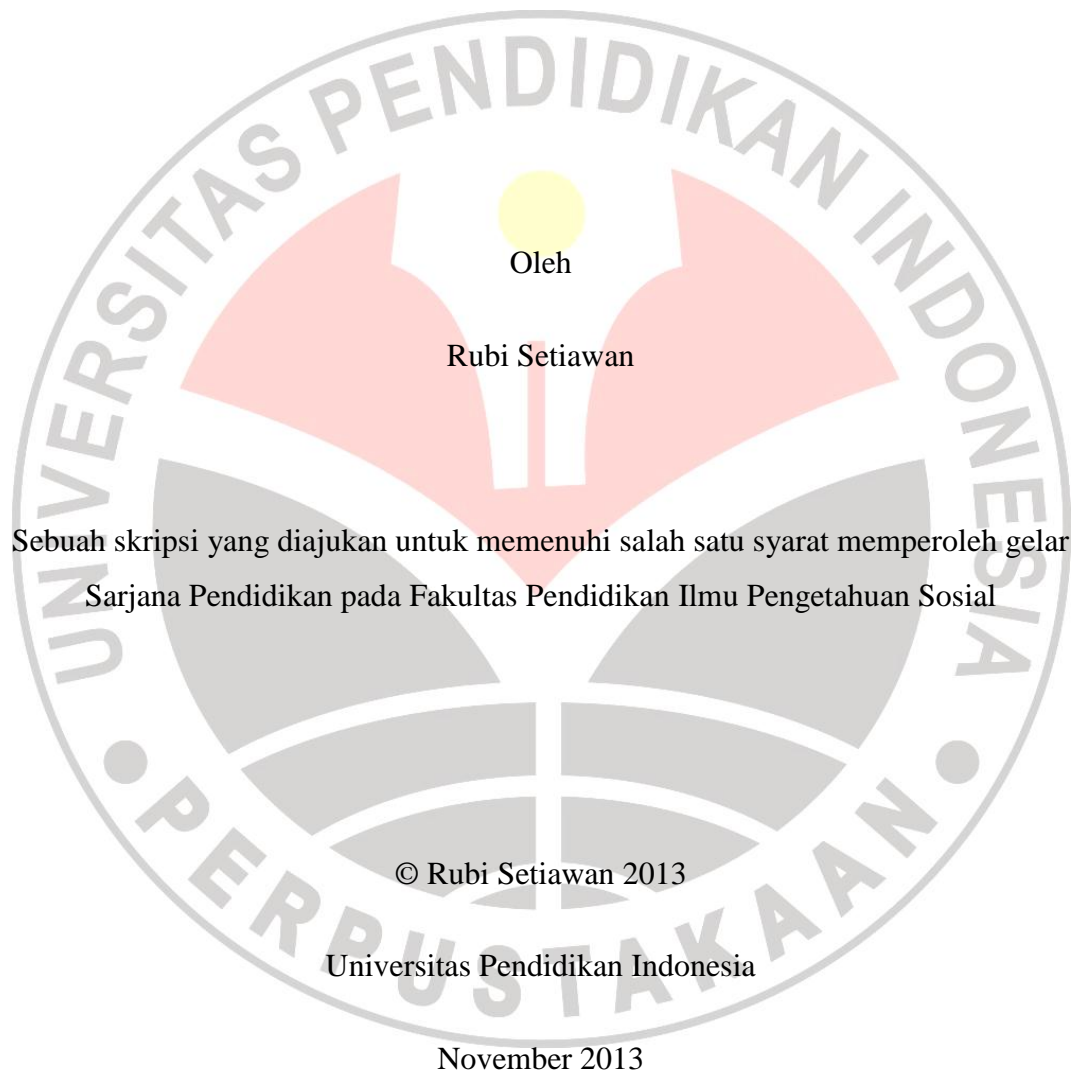 UNIVERSITAS PENDIDIKAN INDONESIA
Oleh
Rubi Setiawan
Sebuah skripsi yang diajukan untuk memenuhi salah satu syarat memperoleh gelar
Sarjana Pendidikan pada Fakultas Pendidikan Ilmu Pengetahuan Sosial
© Rubi Setiawan 2013
Universitas Pendidikan Indonesia
November 2013
PERPUSTAKAAN